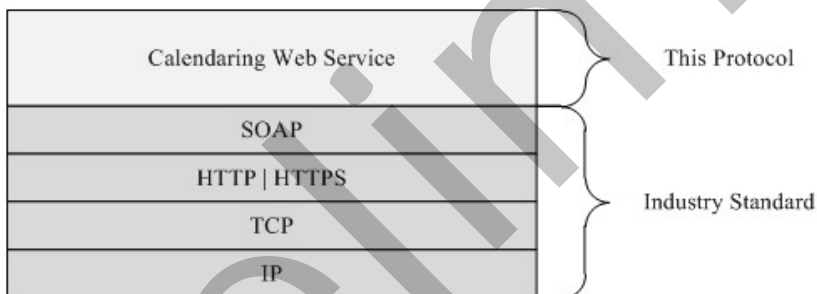 Calendaring Web Service
This Protocol
SOAP
HTTP | HTTPS
Industry Standard
TCP
IP